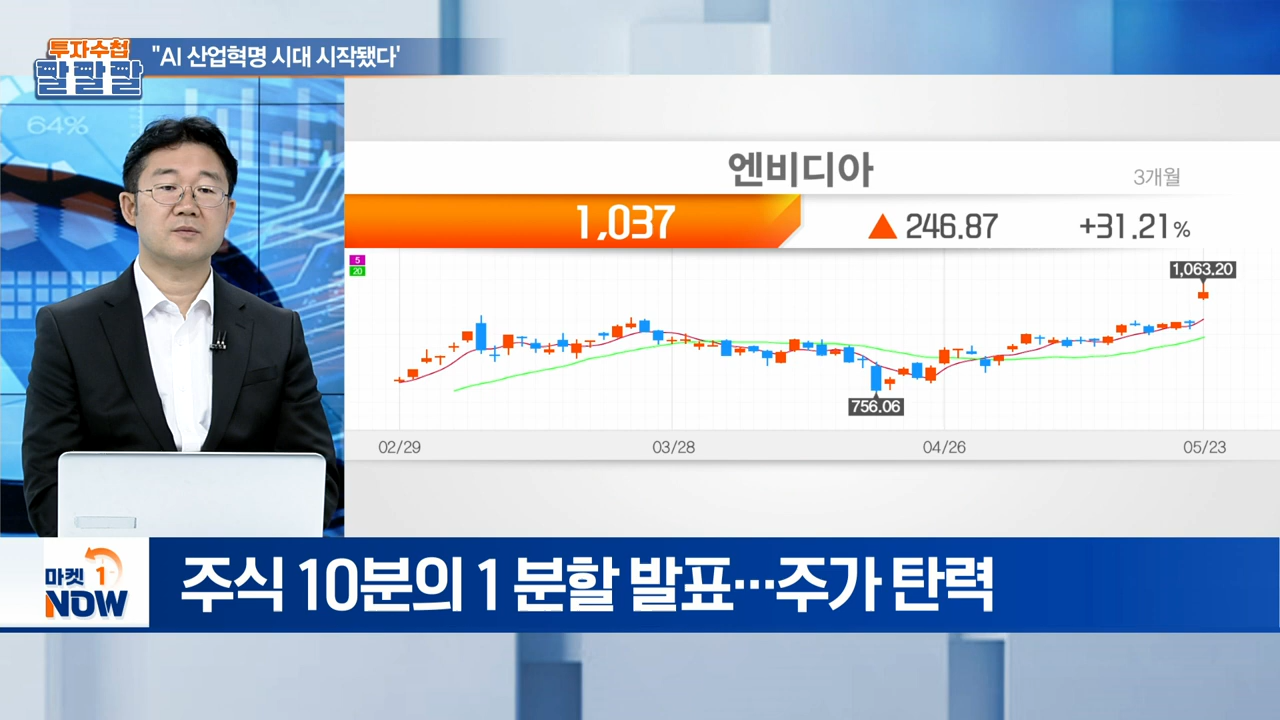 투자수첩
팔팔팔
"AI 산업혁명 시대 시작됐다'
64%
엔비디아
3개월
1,037
▲ 246.87
+31.21%
5
20
1,063.20
756.06
02/29
03/28
04/26
05/23
마켓 1
NOW
주식 10분의 1 분할 발표…주가 탄력